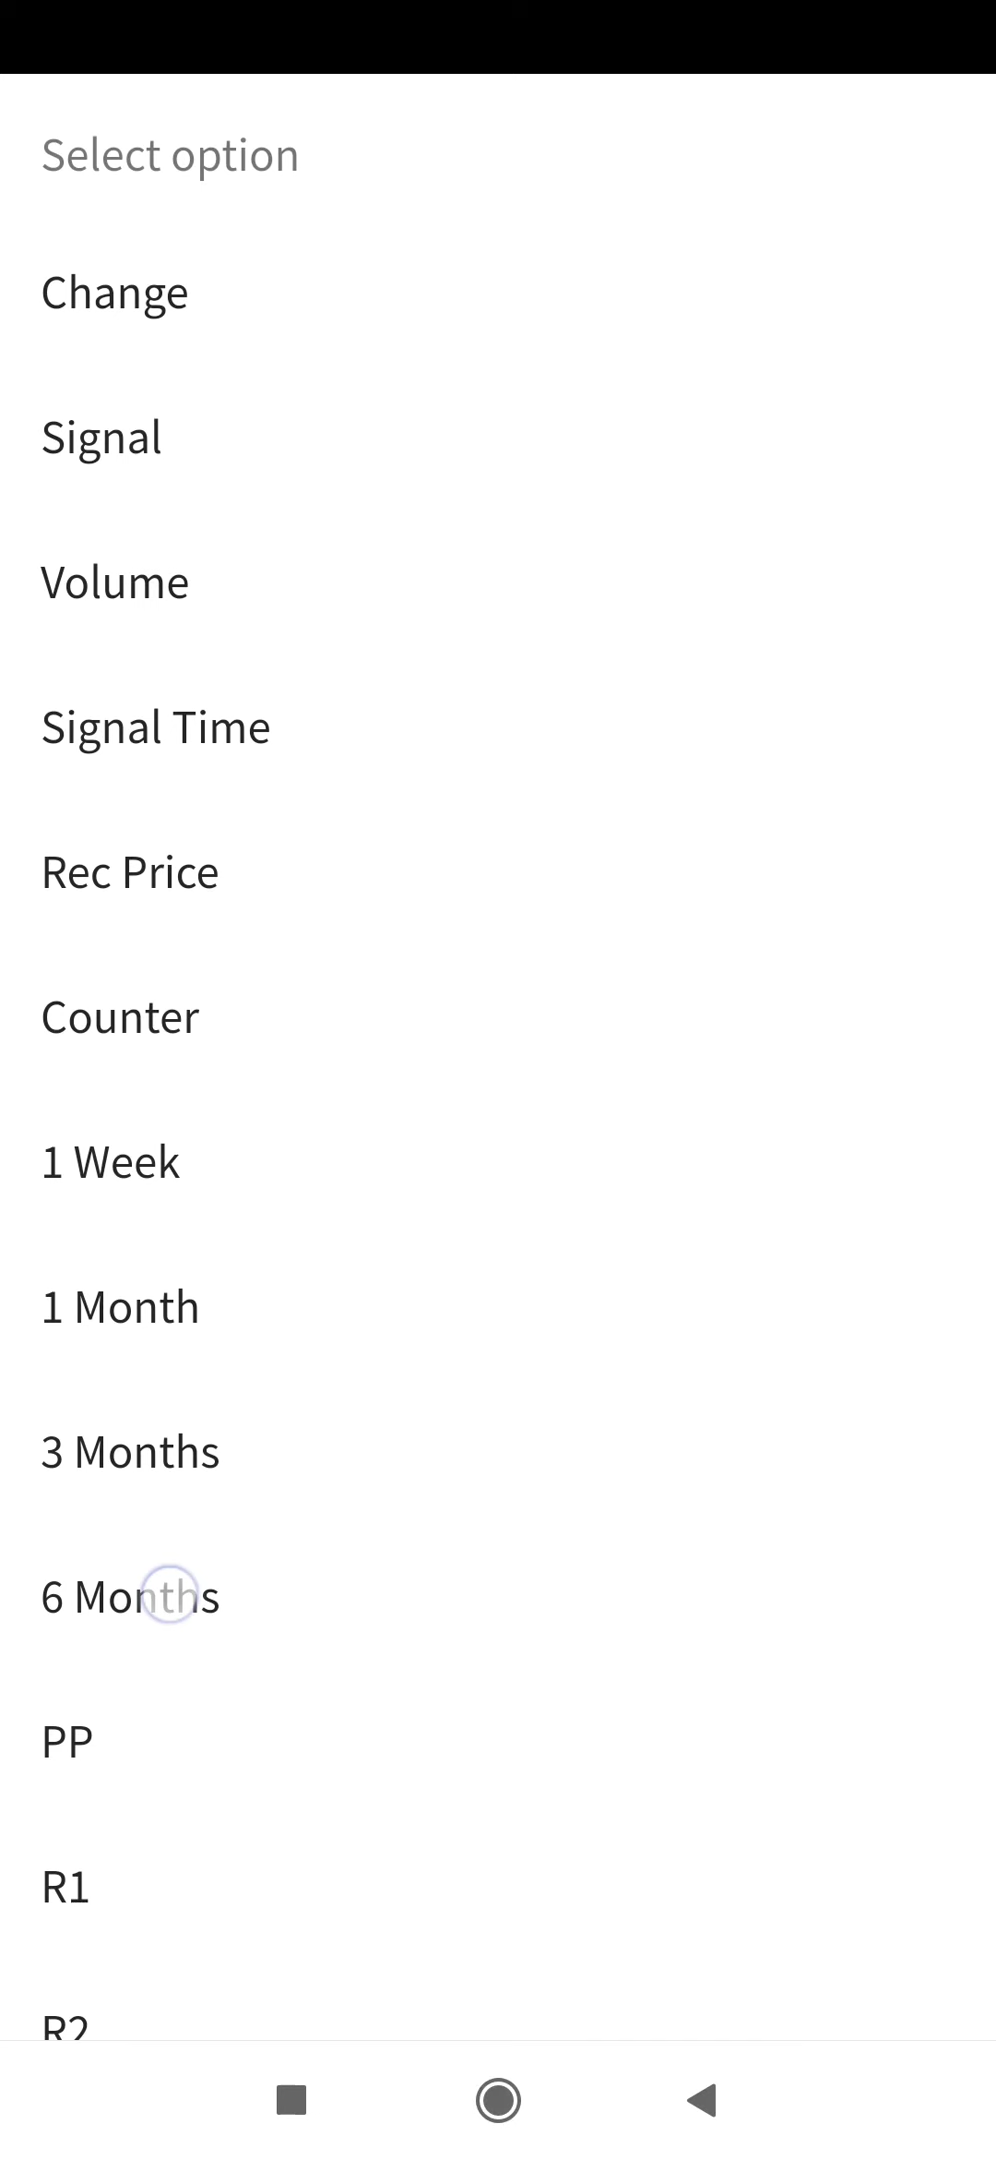 Select option
Change
Signal
Volume
Signal Time
Rec Price
Counter
1 Week
1 Month
3 Months
6 Months
PP
R1
R2